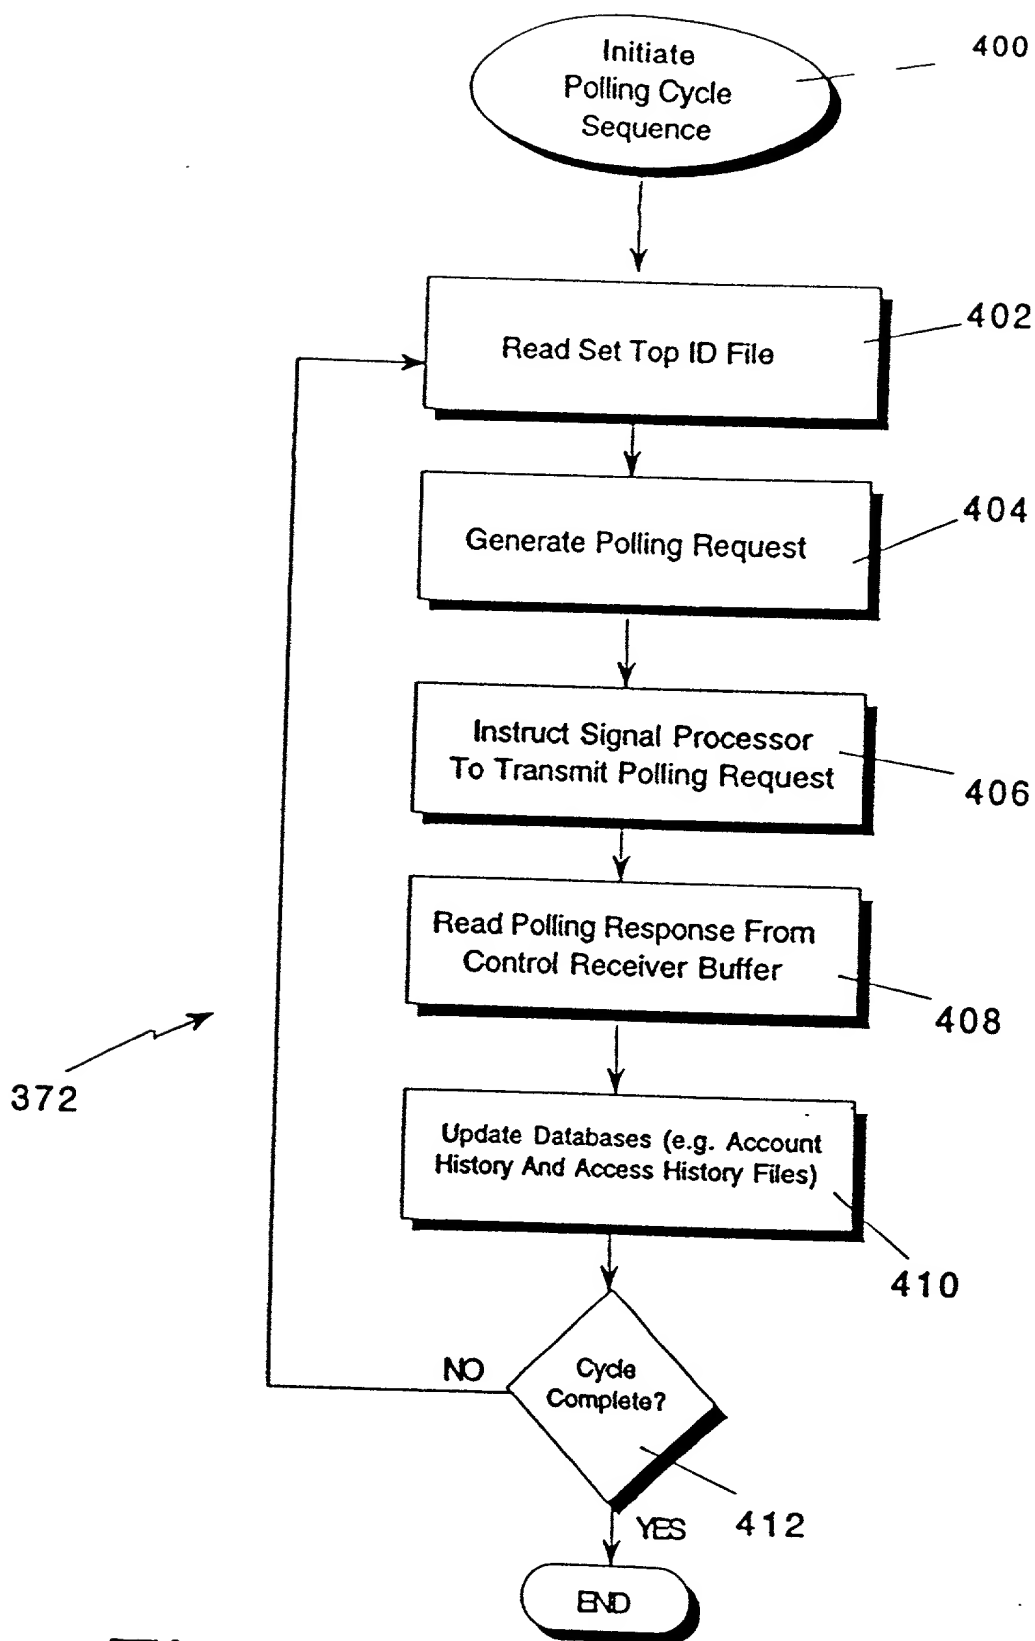 Initiate
Polling Cycle
Sequence
400
Read Set Top ID File
402
Generate Polling Request
404
Instruct Signal Processor
To Transmit Polling Request
406
Read Polling Response From
Control Receiver Buffer
408
372
Update Databases (e.g. Account
History And Access History Files)
410
NO
Cycle
Complete?
412
YES
END